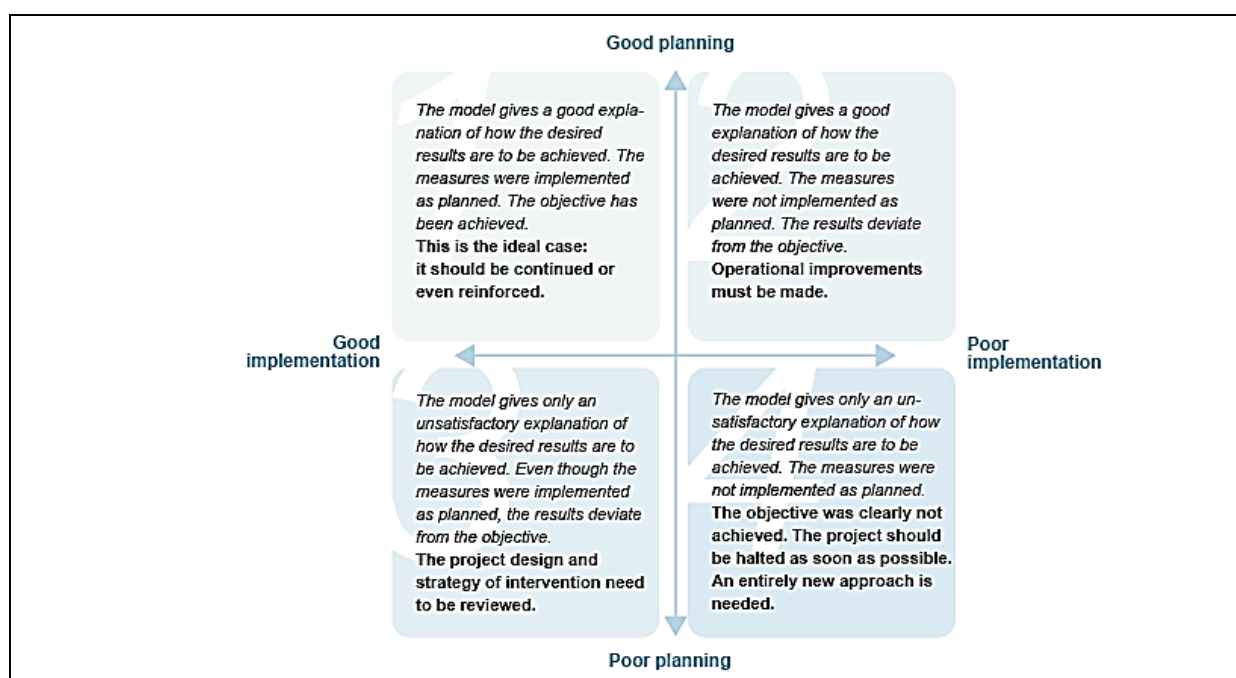 Good planning
1
The model gives a good expla-
nation of how the desired
results are to be achieved. The
measures were implemented
as planned. The objective has
been achieved.
This is the ideal case:
it should be continued or
even reinforced.
2
The model gives a good
explanation of how the
desired results are to be
achieved. The measures
were not implemented as
planned. The results deviate
from the objective.
Operational improvements
must be made.
Good
implementation
Poor
implementation
3
The model gives only an
unsatisfactory explanation of
how the desired results are to
be achieved. Even though the
measures were implemented
as planned, the results deviate
from the objective.
The project design and
strategy of intervention need
to be reviewed.
4
The model gives only an un-
satisfactory explanation of how
the desired results are to be
achieved. The measures were
not implemented as planned.
The objective was clearly not
achieved. The project should
be halted as soon as possible.
An entirely new approach is
needed.
Poor planning